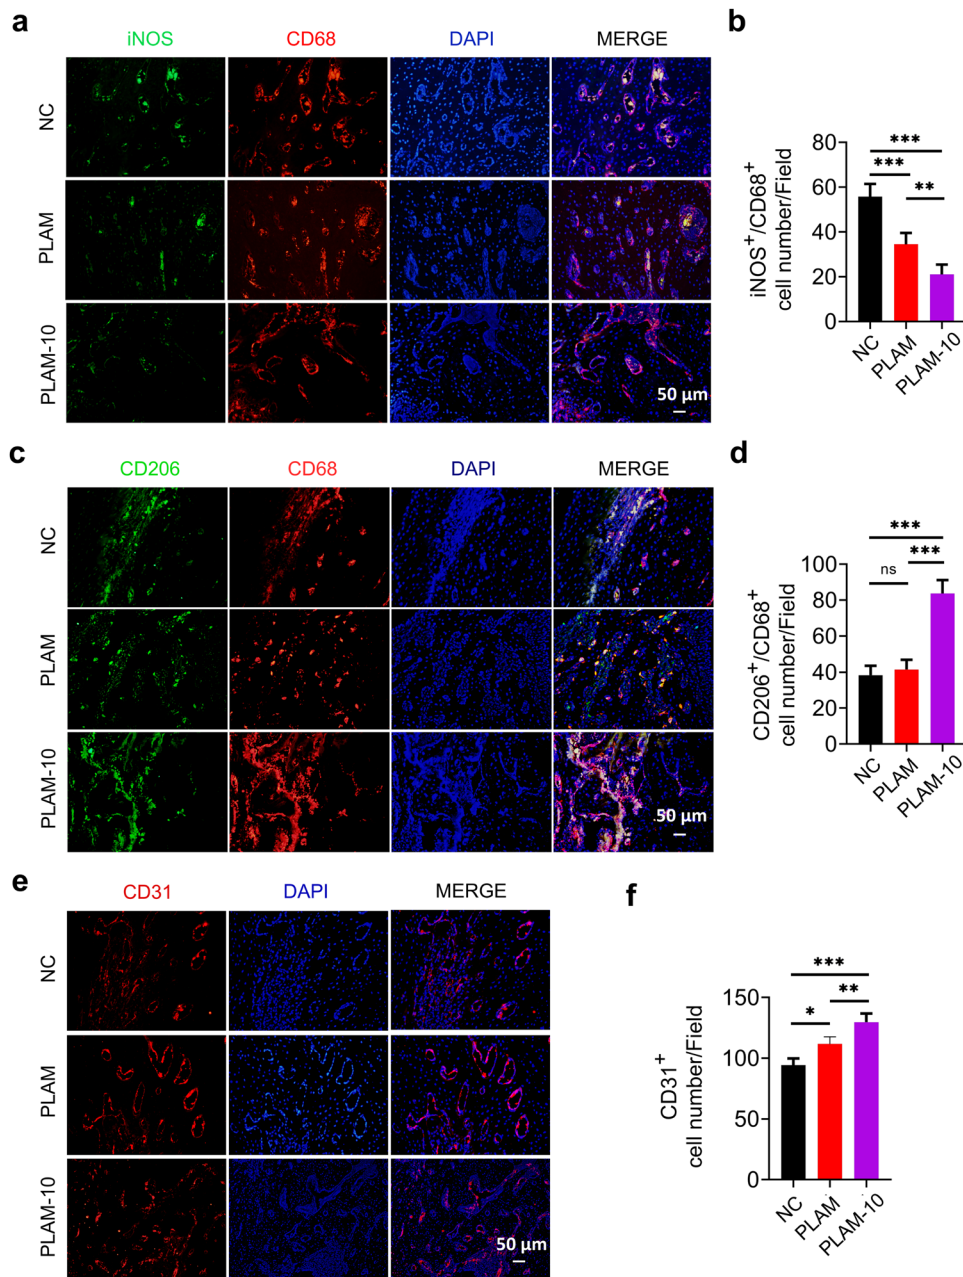 a
iNOS CD68 DAPI MERGE
NC
PLAM
PLAM-10
50 µm
b
iNOS⁺/CD68⁺
cell number/Field
80
60
40
20
0
***
***
**
NC
PLAM
PLAM-10
c
CD206 CD68 DAPI MERGE
NC
PLAM
PLAM-10
50 µm
d
CD206⁺/CD68⁺
cell number/Field
100
80
60
40
20
0
***
***
ns
NC
PLAM
PLAM-10
e
CD31 DAPI MERGE
NC
PLAM
PLAM-10
50 µm
f
CD31⁺
cell number/Field
150
100
50
0
***
**
*
NC
PLAM
PLAM-10